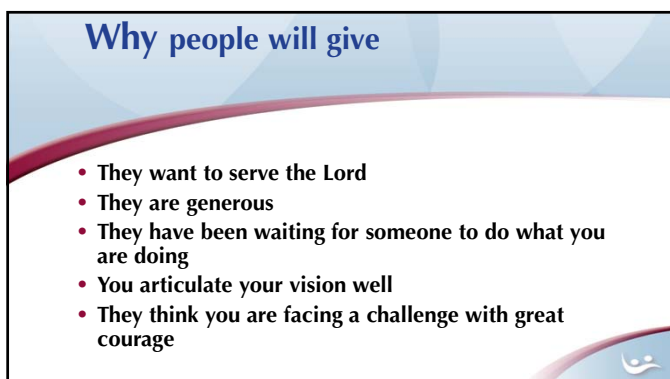 Why people will give
• They want to serve the Lord
• They are generous
• They have been waiting for someone to do what you
are doing
• You articulate your vision well
• They think you are facing a challenge with great
courage